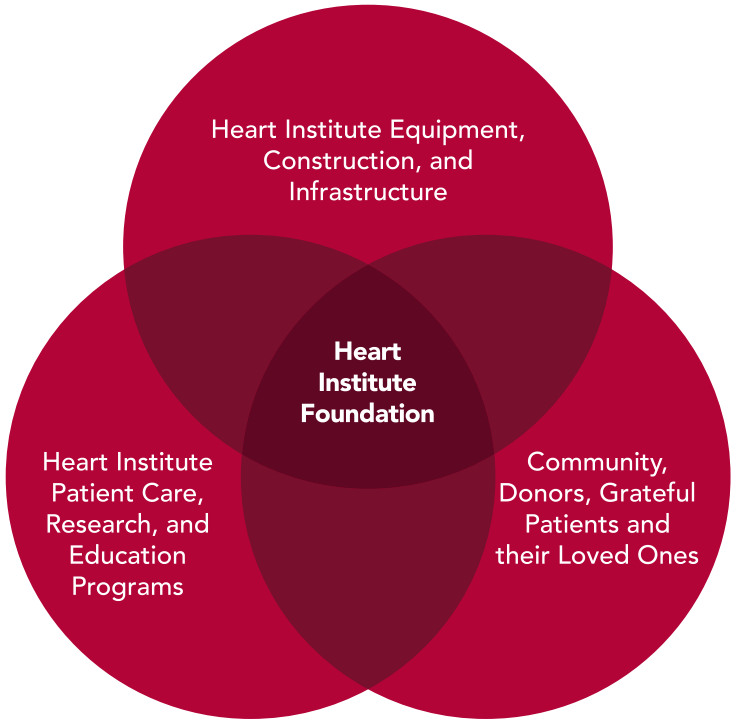 Heart Institute Equipment,
Construction, and
Infrastructure
Heart
Institute
Foundation
Heart Institute
Patient Care,
Research, and
Education
Programs
Community,
Donors, Grateful
Patients and
their Loved Ones